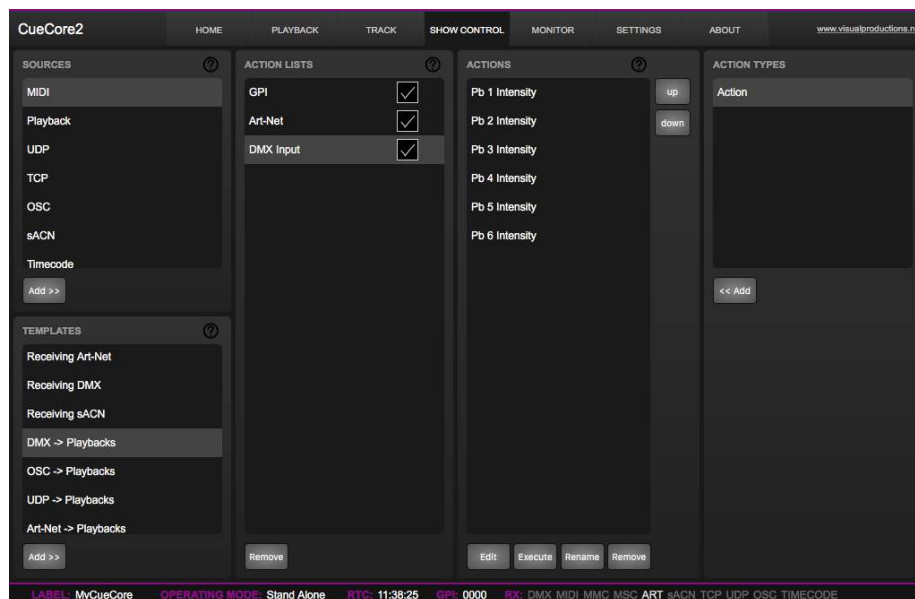 CueCore2 HOME PLAYBACK TRACK SHOW CONTROL MONITOR SETTINGS ABOUT www.visualproductions.n
SOURCES ?
MIDI
Playback
UDP
TCP
OSC
sACN
Timecode
Add >>
TEMPLATES ?
Receiving Art-Net
Receiving DMX
Receiving sACN
DMX -> Playbacks
OSC -> Playbacks
UDP -> Playbacks
Art-Net -> Playbacks
Add >>
ACTION LISTS ?
GPI
Art-Net
DMX Input
Remove
ACTIONS ?
Pb 1 Intensity
Pb 2 Intensity
Pb 3 Intensity
Pb 4 Intensity
Pb 5 Intensity
Pb 6 Intensity
up
down
Edit Execute Rename Remove
ACTION TYPES
Action
<< Add
LABEL: MyCueCore OPERATING MODE: Stand Alone RTC: 11:38:25 GPI: 0000 RX: DMX MIDI MMC MSC ART sACN TCP UDP OSC TIMECODE